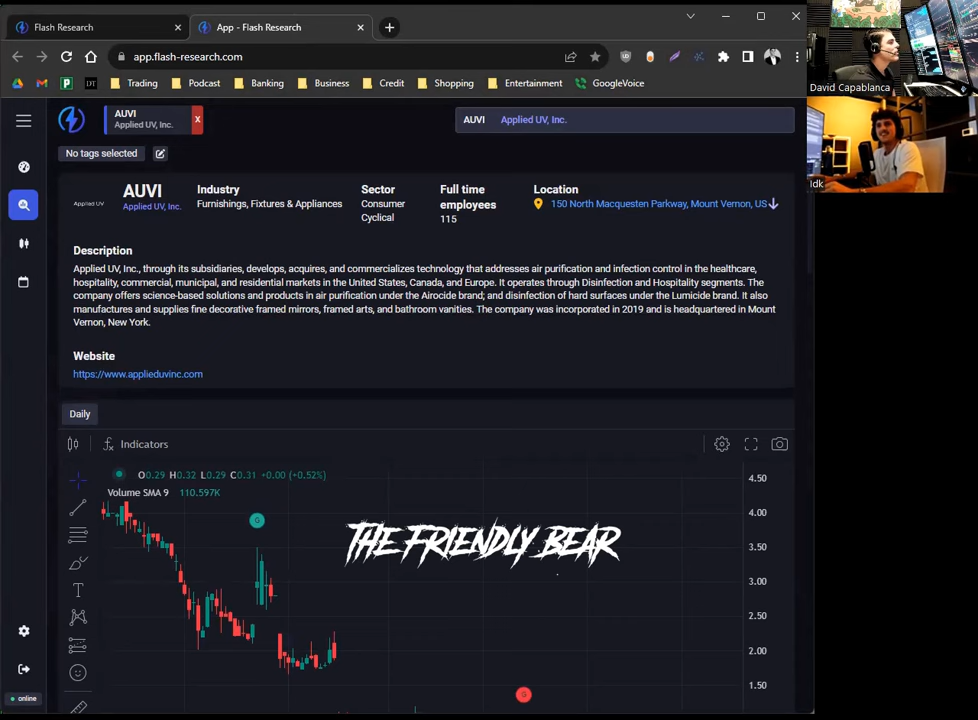 Flash Research
App - Flash Research
app.flash-research.com
Trading
Podcast
Banking
Business
Credit
Shopping
Entertainment
GoogleVoice
David Capablanca
Idk
AUVI
Applied UV, Inc.
X
AUVI Applied UV, Inc.
No tags selected
Applied UV
AUVI
Applied UV, Inc.
Industry
Furnishings, Fixtures & Appliances
Sector
Consumer
Cyclical
Full time
employees
115
Location
150 North Macquesten Parkway, Mount Vernon, US
Description
Applied UV, Inc., through its subsidiaries, develops, acquires, and commercializes technology that addresses air purification and infection control in the healthcare,
hospitality, commercial, municipal, and residential markets in the United States, Canada, and Europe. It operates through Disinfection and Hospitality segments. The
company offers science-based solutions and products in air purification under the Airocide brand; and disinfection of hard surfaces under the Lumicide brand. It also
manufactures and supplies fine decorative framed mirrors, framed arts, and bathroom vanities. The company was incorporated in 2019 and is headquartered in Mount
Vernon, New York.
Website
https://www.applieduvinc.com
Daily
Indicators
O0.29 H0.32 L0.29 C0.31 +0.00 (+0.52%)
Volume SMA 9 110.597K
G
THE FRIENDLY BEAR
G
4.50
4.00
3.50
3.00
2.50
2.00
1.50
online